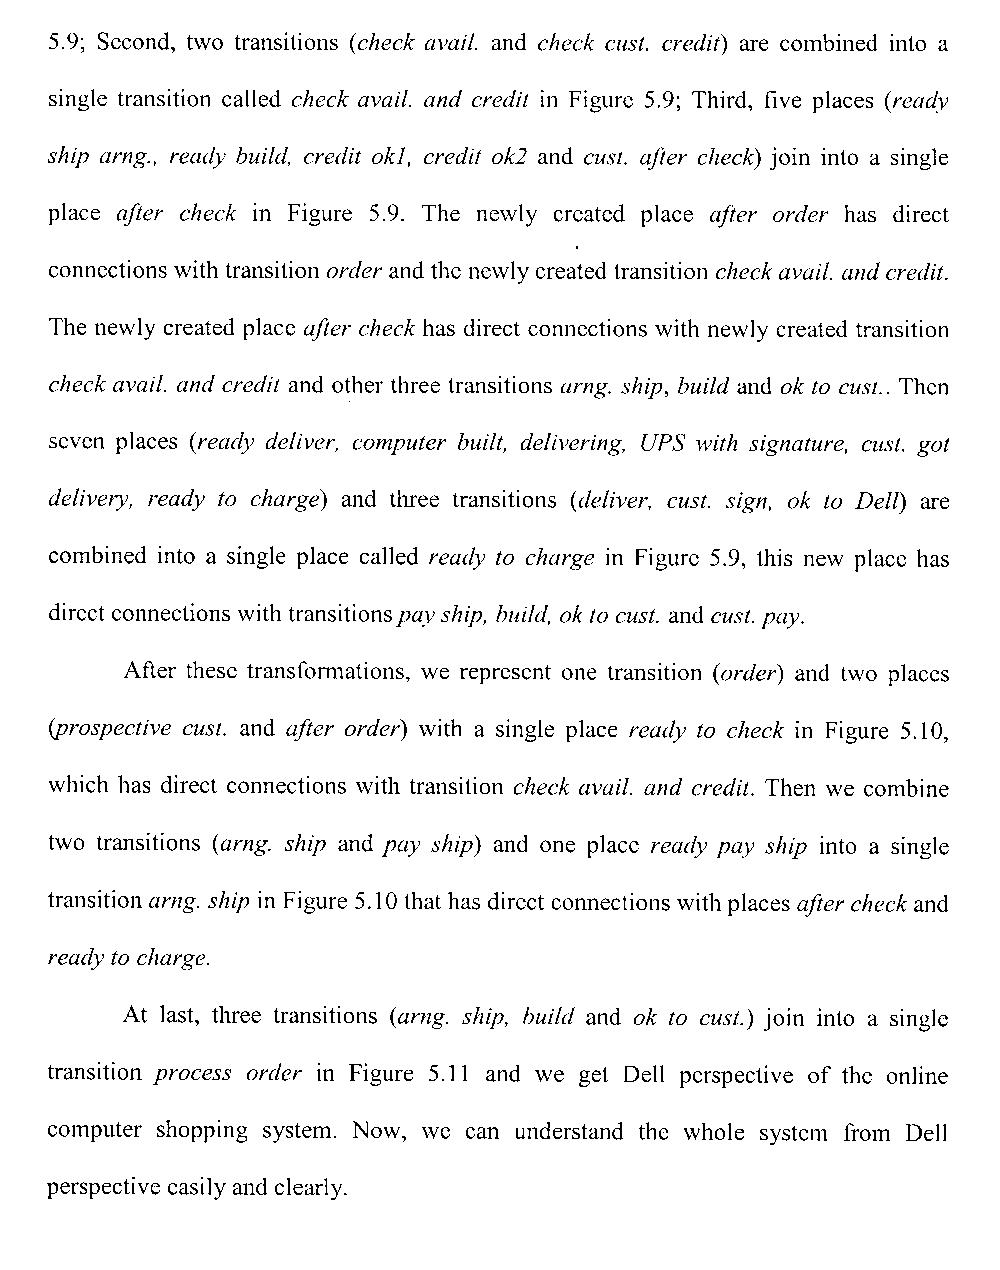 5.9; Second, two transitions (check avail. and check cust. credit) are combined into a
single transition called check avail. and credit in Figure 5.9; Third, five places (ready
ship arng., ready build, credit ok1, credit ok2 and cust. after check) join into a single
place after check in Figure 5.9. The newly created place after order has direct
connections with transition order and the newly created transition check avail. and credit.
The newly created place after check has direct connections with newly created transition
check avail. and credit and other three transitions arng. ship, build and ok to cust.. Then
seven places (ready deliver, computer built, delivering, UPS with signature, cust. got
delivery, ready to charge) and three transitions (deliver, cust. sign, ok to Dell) are
combined into a single place called ready to charge in Figure 5.9, this new place has
direct connections with transitions pay ship, build, ok to cust. and cust. pay.
After these transformations, we represent one transition (order) and two places
(prospective cust. and after order) with a single place ready to check in Figure 5.10,
which has direct connections with transition check avail. and credit. Then we combine
two transitions (arng. ship and pay ship) and one place ready pay ship into a single
transition arng. ship in Figure 5.10 that has direct connections with places after check and
ready to charge.
At last, three transitions (arng. ship, build and ok to cust.) join into a single
transition process order in Figure 5.11 and we get Dell perspective of the online
computer shopping system. Now, we can understand the whole system from Dell
perspective easily and clearly.